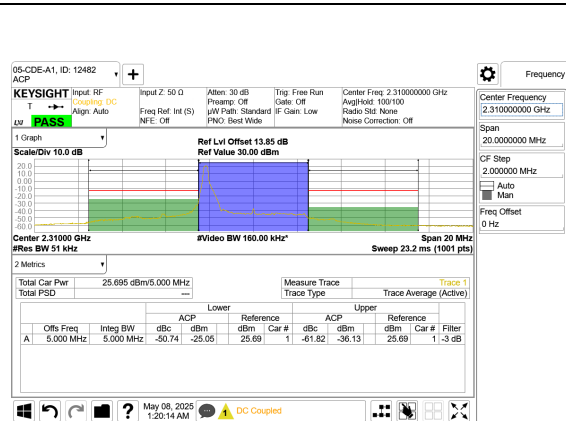 05-CDE-A1, ID: 12482
ACP
Frequency
KEYSIGHT
Input: RF
Coupling: DC
Align: Auto
Input Z: 50 Ω
Freq Ref: Int (S)
NFE: Off
Atten: 30 dB
Preamp: Off
µW Path: Standard
PNO: Best Wide
Trig: Free Run
Gate: Off
IF Gain: Low
Center Freq: 2.310000000 GHz
Avg|Hold: 100/100
Radio Std: None
Noise Correction: Off
T
LXI
PASS
Center Frequency
2.310000000 GHz
Span
20.0000000 MHz
CF Step
2.000000 MHz
Auto
Man
Freq Offset
0 Hz
1 Graph
Scale/Div 10.0 dB
Ref Lvl Offset 13.85 dB
Ref Value 30.00 dBm
20.0
10.0
0.00
-10.0
-20.0
-30.0
-40.0
-50.0
-60.0
Center 2.31000 GHz
#Video BW 160.00 kHz*
Span 20 MHz
#Res BW 51 kHz
Sweep 23.2 ms (1001 pts)
2 Metrics
Total Car Pwr 25.695 dBm/5.000 MHz Measure Trace Trace 1
Total PSD --- Trace Type Trace Average (Active)
Lower Upper
ACP Reference ACP Reference
Offs Freq Integ BW dBc dBm dBm Car # dBc dBm dBm Car # Filter
A 5.000 MHz 5.000 MHz -50.74 -25.05 25.69 1 -61.82 -36.13 25.69 1 -3 dB
May 08, 2025
1:20:14 AM
DC Coupled